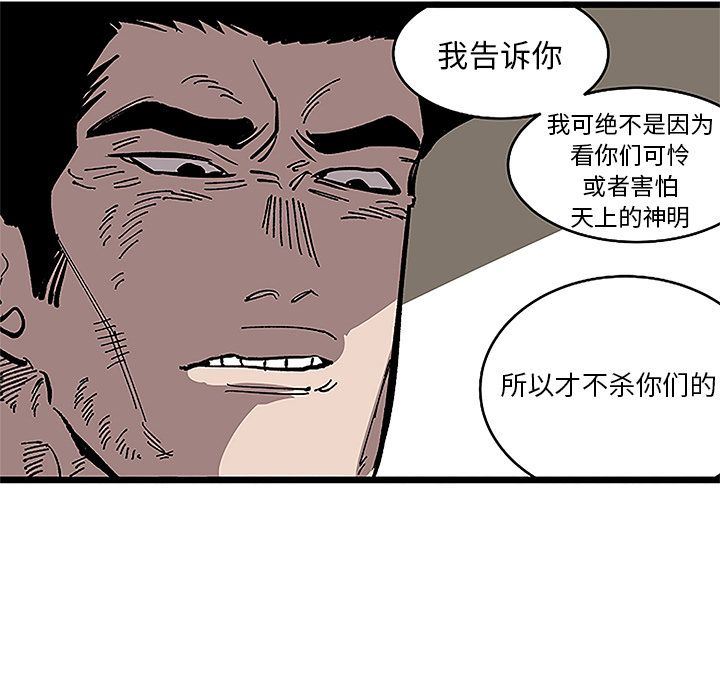 我告诉你
我可绝不是因为
看你们可怜
或者害怕
天上的神明
所以才不杀你们的